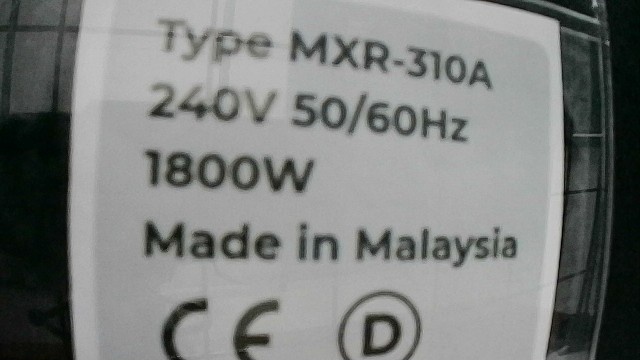 Type MXR-310A
240V 50/60Hz
1800W
Made in Malaysia
CE D